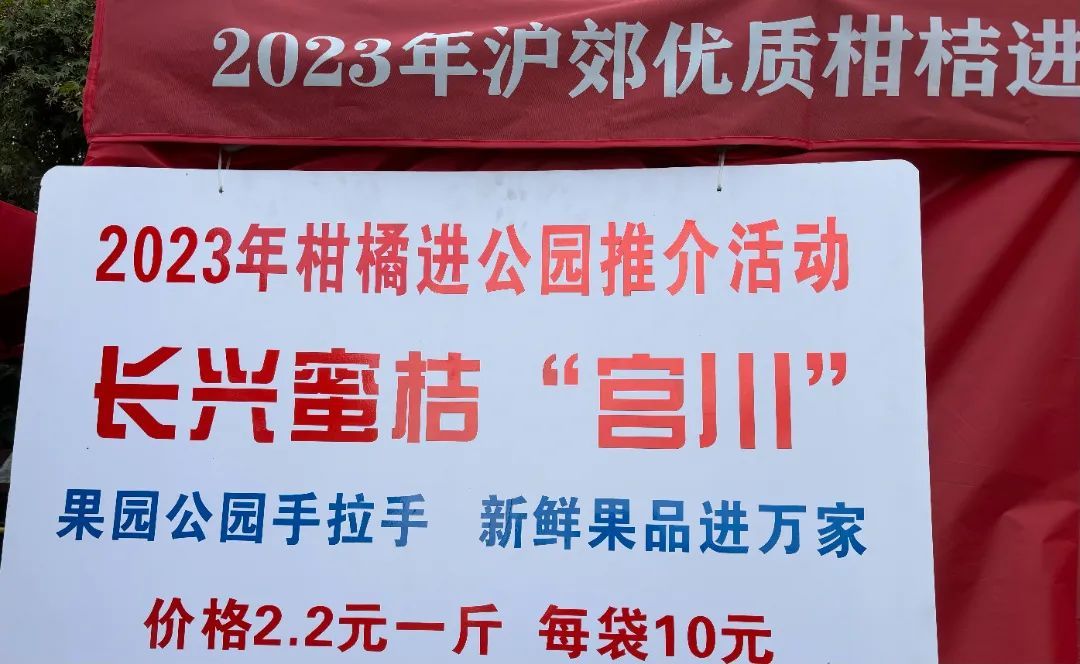 2023年沪郊优质柑桔进
2023年柑橘进公园推介活动
长兴蜜桔“宫川”
果园公园手拉手 新鲜果品进万家
价格2.2元一斤 每袋10元